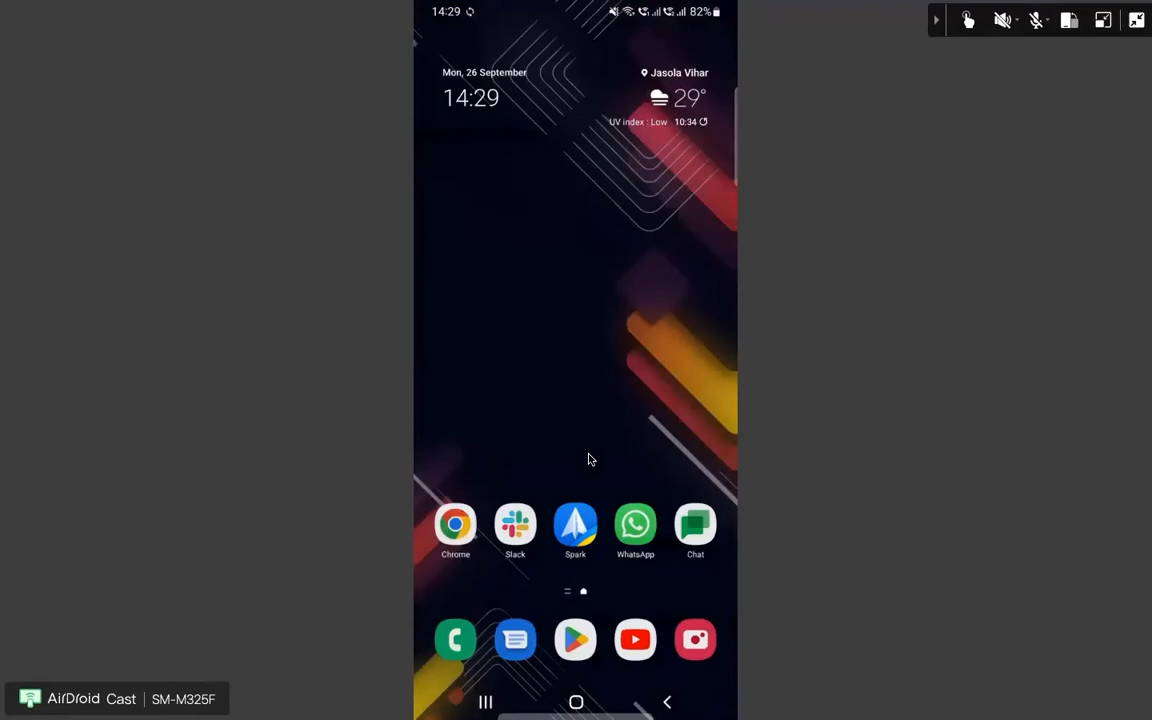 14:29 82%
Mon, 26 September
14:29
Jasola Vihar
29°
UV index : Low 10:34
Chrome Slack Spark WhatsApp Chat
AirDroid Cast | SM-M325F